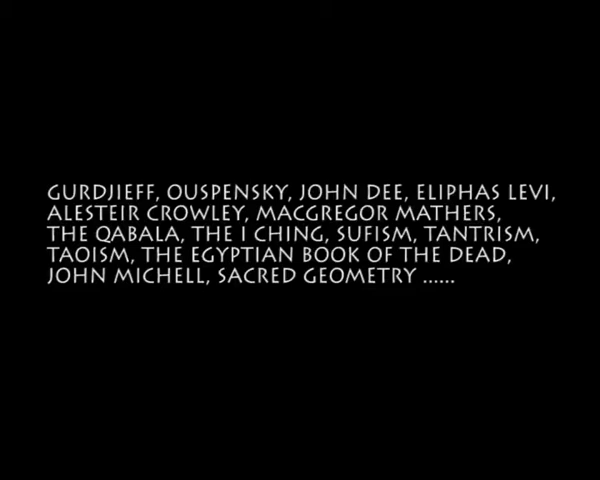 GURDJIEFF, OUSPENSKY, JOHN DEE, ELIPHAS LEVI,
ALESTEIR CROWLEY, MACGREGOR MATHERS,
THE QABALA, THE I CHING, SUFISM, TANTRISM,
TAOISM, THE EGYPTIAN BOOK OF THE DEAD,
JOHN MICHELL, SACRED GEOMETRY ......